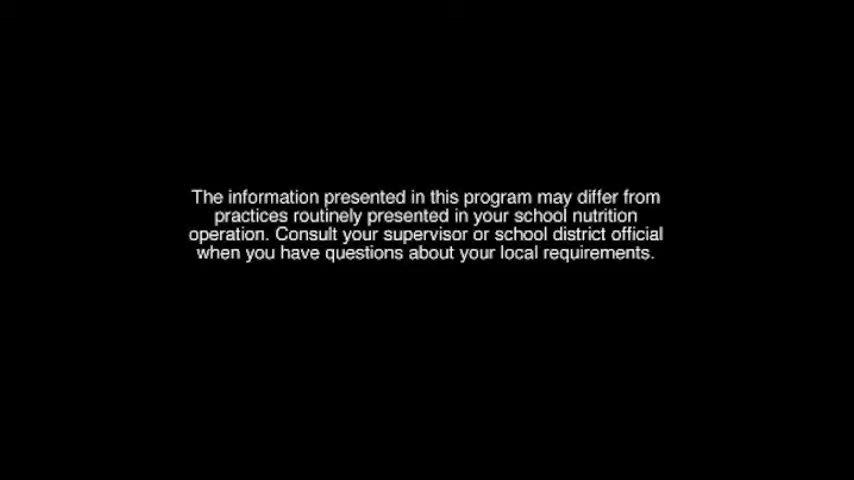 The information presented in this program may differ from
practices routinely presented in your school nutrition
operation. Consult your supervisor or school district official
when you have questions about your local requirements.